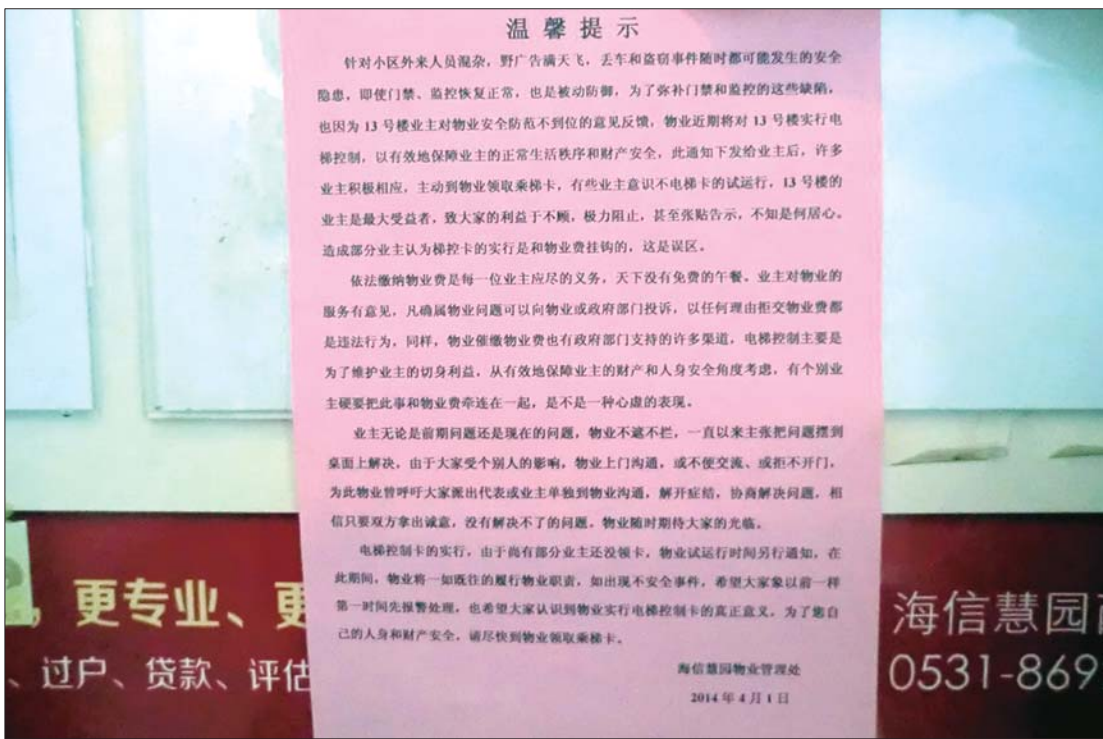 温馨提示
针对小区外来人员混杂，野广告满天飞，丢车和盗窃事件随时都可能发生的安全
隐患，即使门禁、监控恢复正常，也是被动防御，为了弥补门禁和监控的这些缺陷，
也因为 13 号楼业主对物业安全防范不到位的意见反馈，物业近期将对 13 号楼实行电
梯控制，以有效地保障业主的正常生活秩序和财产安全，此通知下发给业主后，许多
业主积极相应，主动到物业领取乘梯卡，有些业主意识不电梯卡的试运行，13 号楼的
业主是最大受益者，致大家的利益于不顾，极力阻止，甚至张贴告示，不知是何居心。
造成部分业主认为梯控卡的实行是和物业费挂钩的，这是误区。
依法缴纳物业费是每一位业主应尽的义务，天下没有免费的午餐。业主对物业的
服务有意见，凡确属物业问题可以向物业或政府部门投诉，以任何理由拒交物业费都
是违法行为，同样，物业催缴物业费也有政府部门支持的许多渠道，电梯控制主要是
为了维护业主的切身利益，从有效地保障业主的财产和人身安全角度考虑，有个别业
主硬要把此事和物业费牵连在一起，是不是一种心虚的表现。
业主无论是前期问题还是现在的问题，物业不遮不拦，一直以来主张把问题摆到
桌面上解决，由于大家受个别人的影响，物业上门沟通，或不便交流、或拒不开门，
为此物业曾呼吁大家派出代表或业主单独到物业沟通，解开症结，协商解决问题，相
信只要双方拿出诚意，没有解决不了的问题，物业随时期待大家的光临。
电梯控制卡的实行，由于尚有部分业主还没领卡，物业试运行时间另行通知，在
此期间，物业将一如既往的履行物业职责，如出现不安全事件，希望大家象以前一样
第一时间先报警处理，也希望大家认识到物业实行电梯控制卡的真正意义，为了您自
己的人身和财产安全，请尽快到物业领取乘梯卡。
海信慧园物业管理处
2014 年 4 月 1 日
，更专业、更
、过户、贷款、评估
海信慧园
0531-869